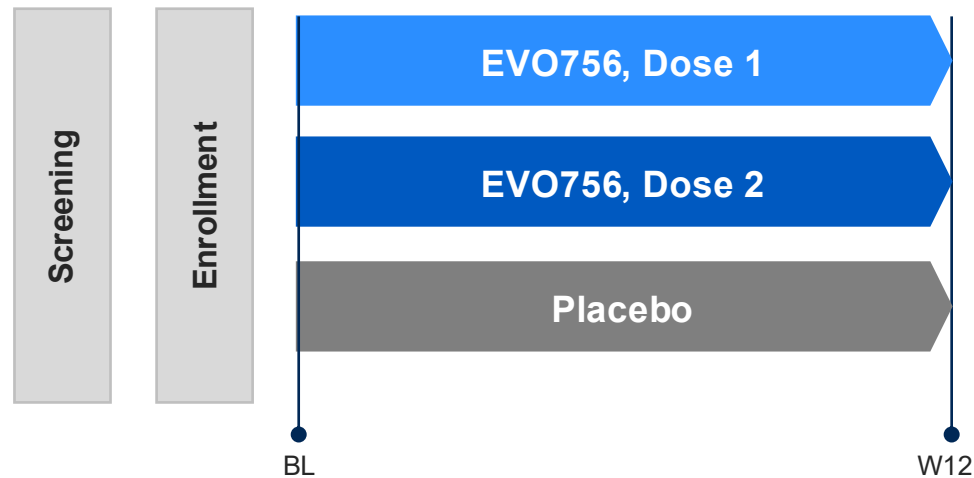 Screening
Enrollment
EVO756, Dose 1
EVO756, Dose 2
Placebo
BL
W12